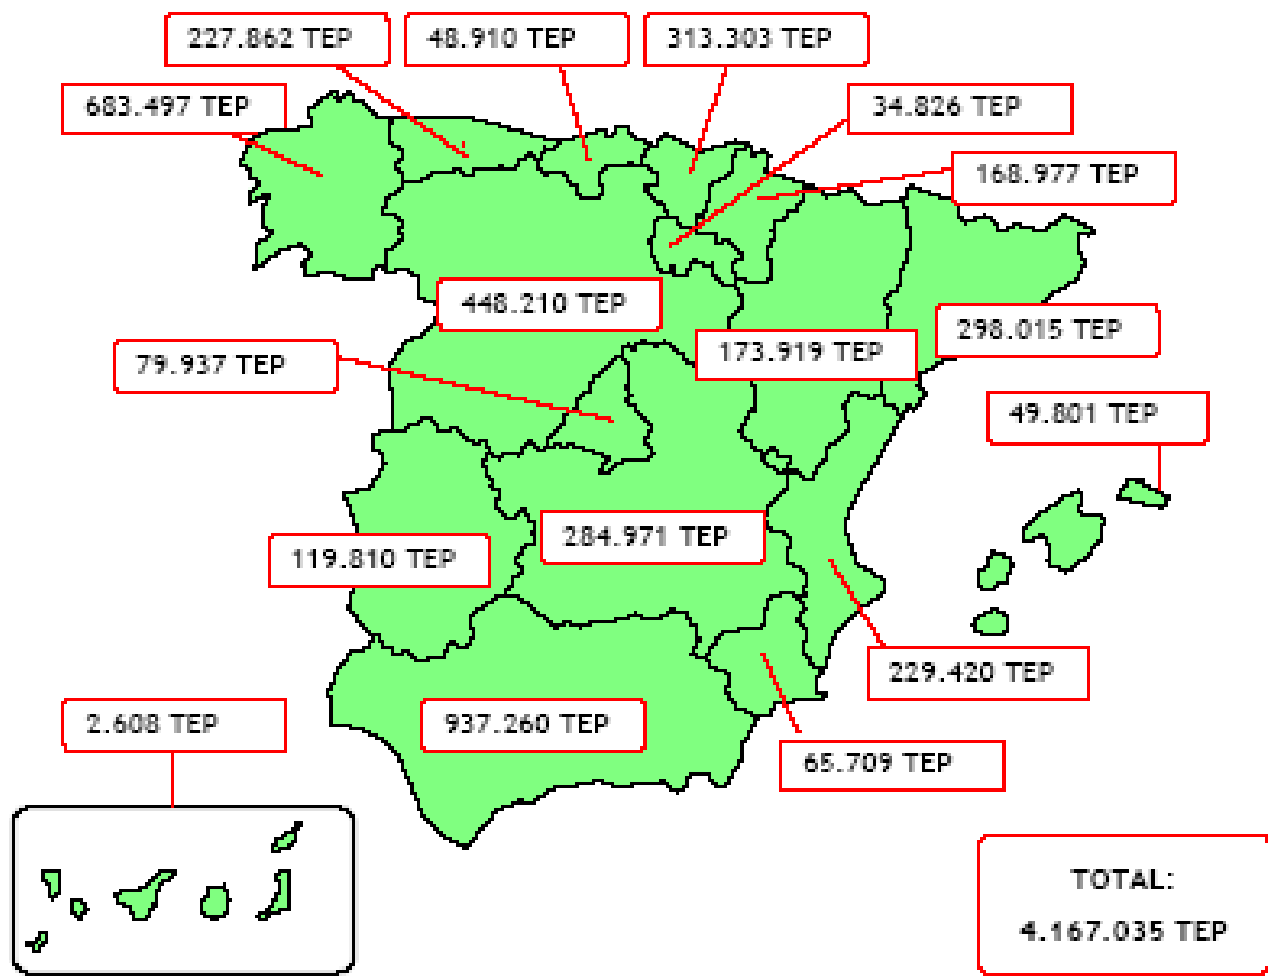 227.862 TEP
48.910 TEP
313.303 TEP
683.497 TEP
34.826 TEP
168.977 TEP
448.210 TEP
298.015 TEP
173.919 TEP
79.937 TEP
49.801 TEP
284.971 TEP
119.810 TEP
229.420 TEP
2.608 TEP
937.260 TEP
65.709 TEP
TOTAL:
4.167.035 TEP